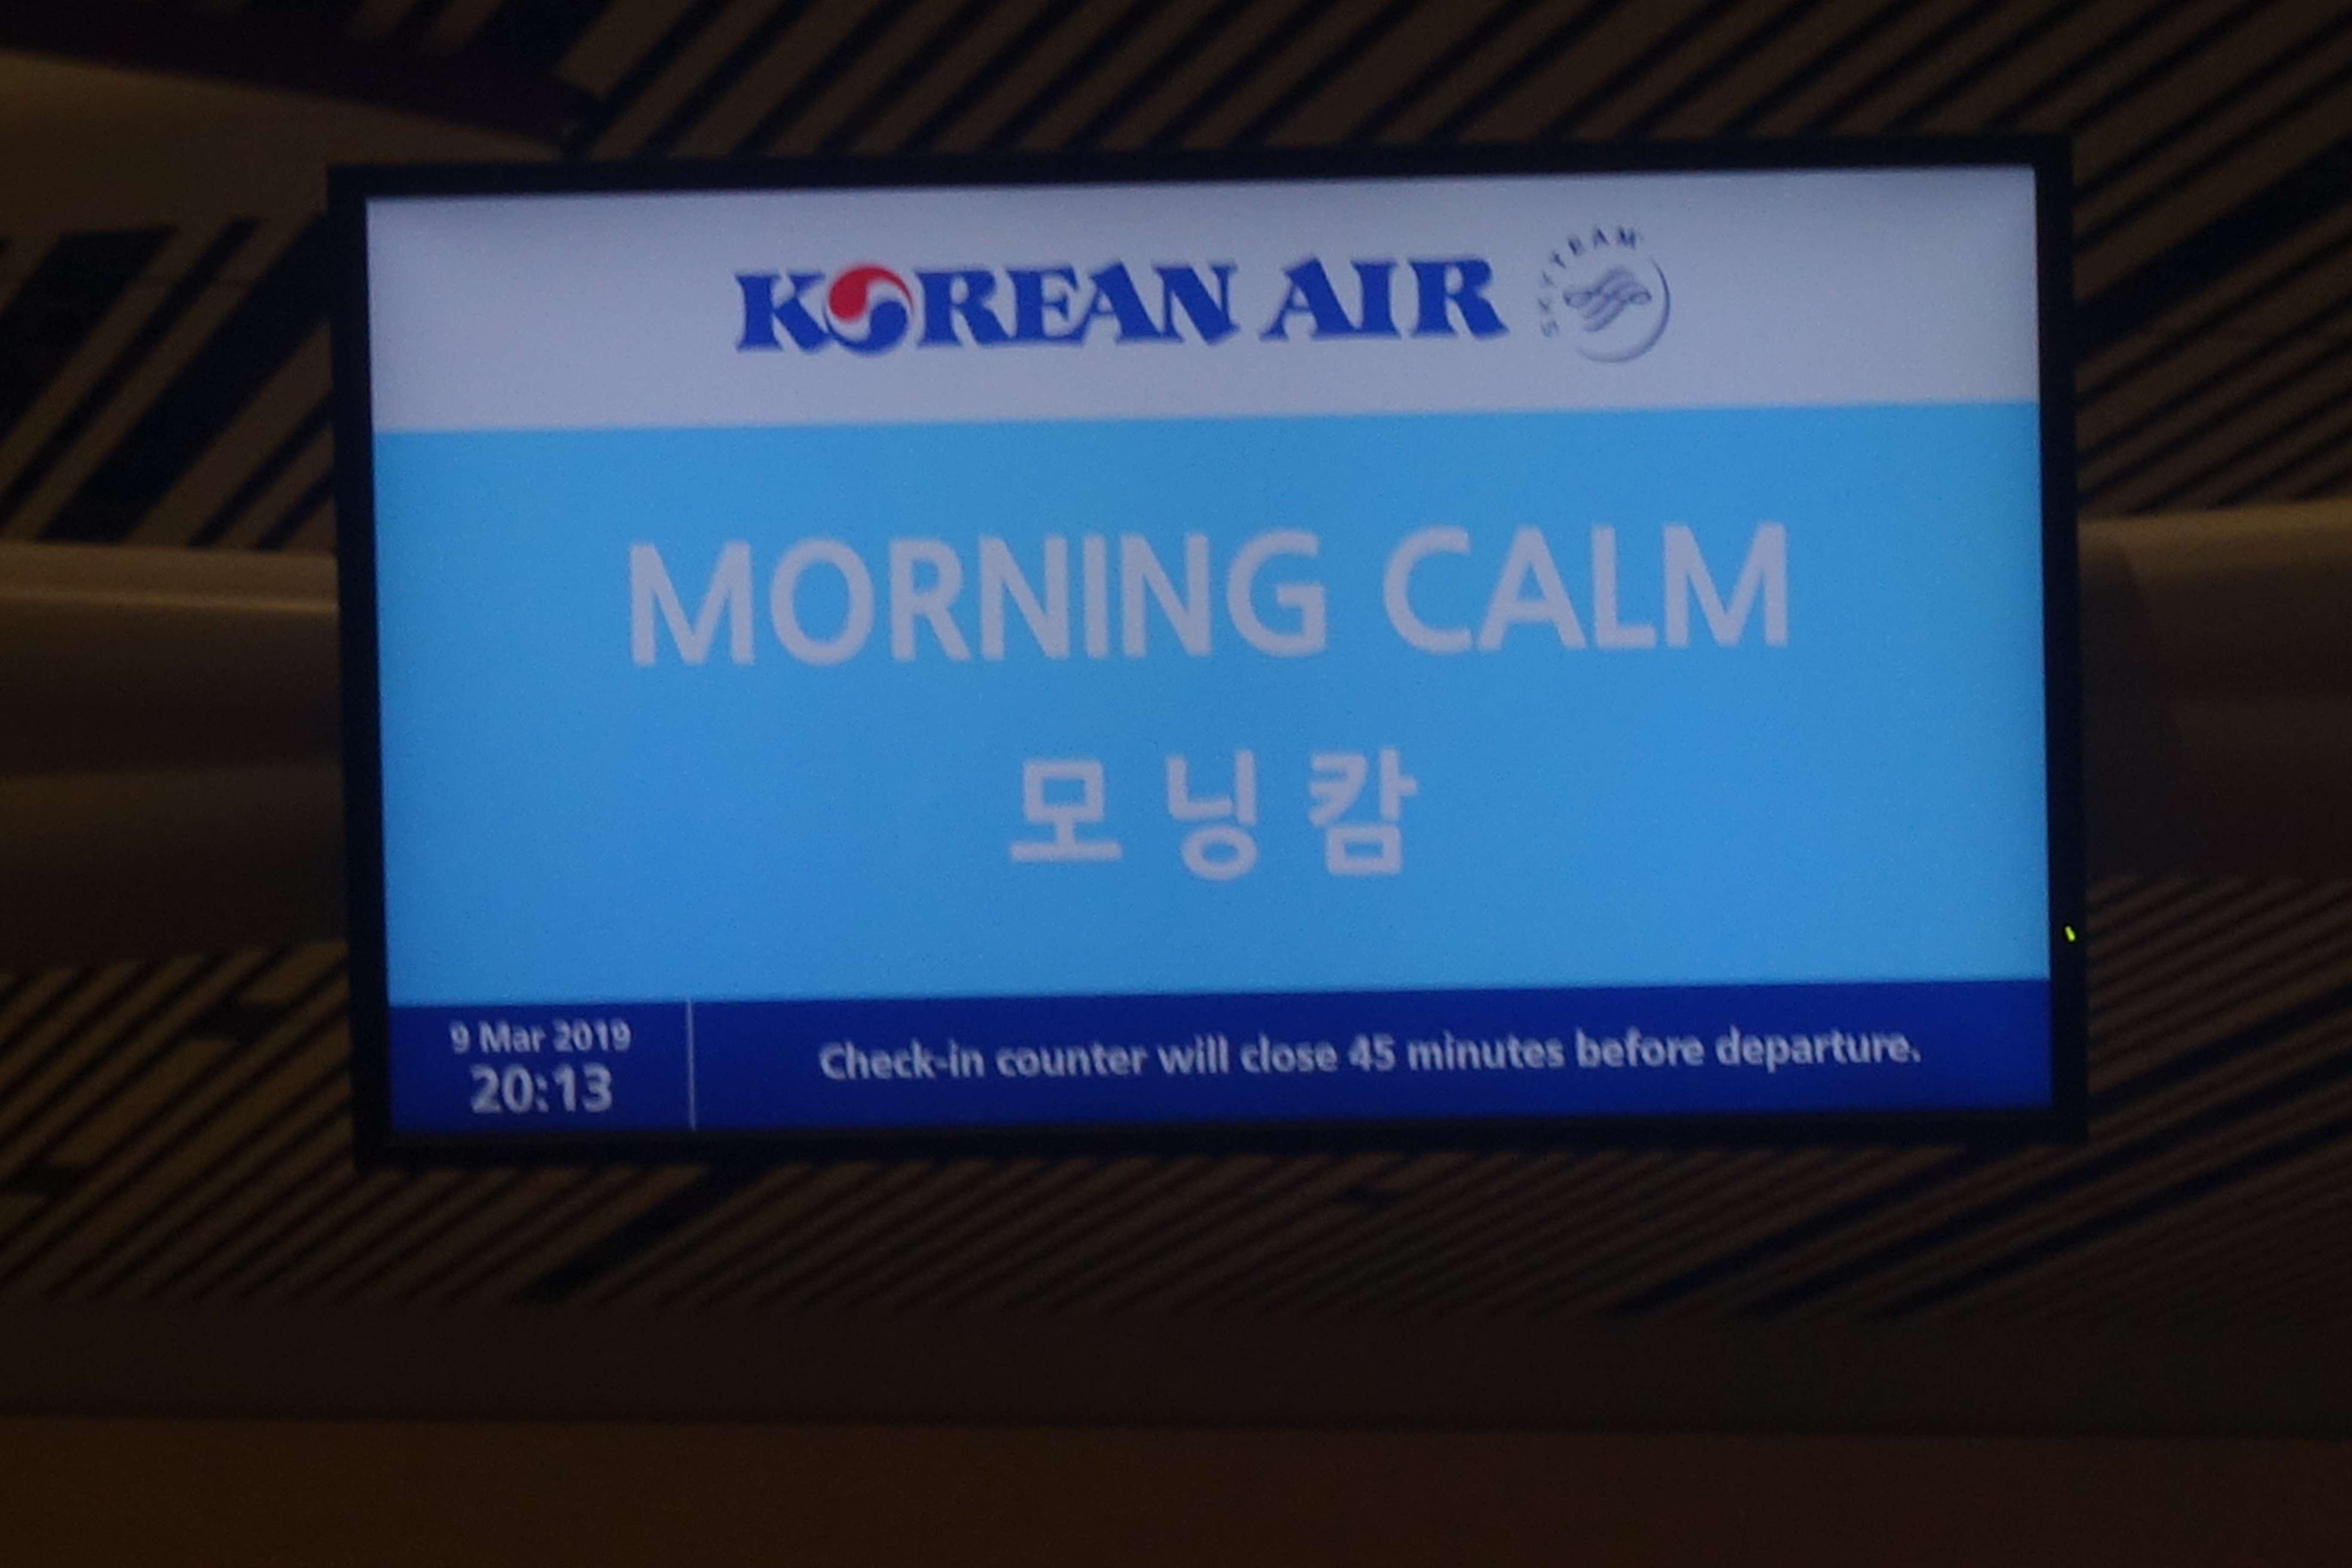 KOREAN AIR SKYTEAM
MORNING CALM
모닝캄
9 Mar 2019
20:13
Check-in counter will close 45 minutes before departure.